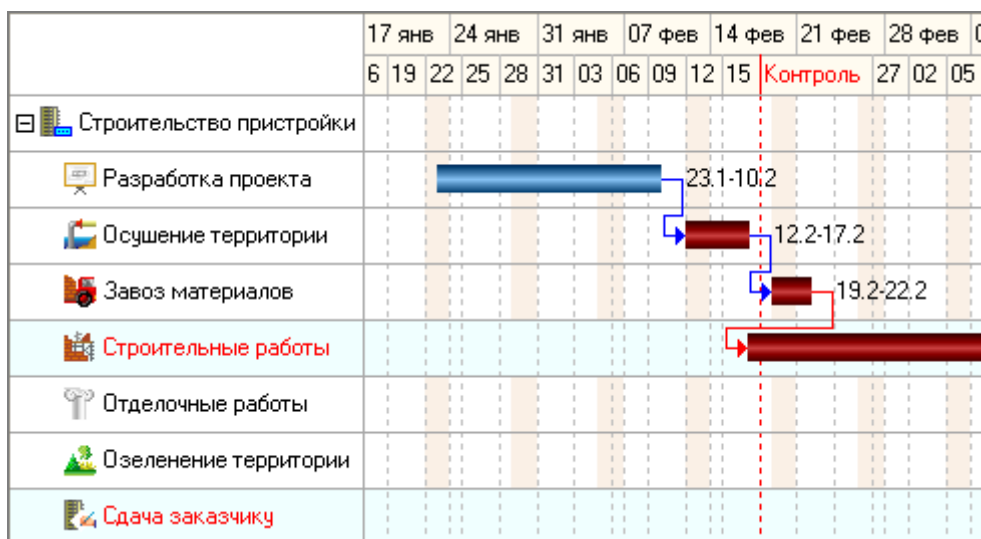 17 янв 24 янв 31 янв 07 фев 14 фев 21 фев 28 фев
6 19 22 25 28 31 03 06 09 12 15 Контроль 27 02 05
Строительство пристройки
Разработка проекта 23.1-10.2
Осушение территории 12.2-17.2
Завоз материалов 19.2-22.2
Строительные работы
Отделочные работы
Озеленение территории
Сдача заказчику